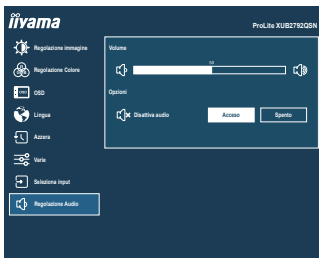 iiyama
ProLite XUB2792QSN
Regolazione immagine
Regolazione Colore
OSD
OSD
Lingua
Azzera
Varie
Seleziona input
Regolazione Audio
Volume
50
Opzioni
Disattiva audio
Acceso
Spento